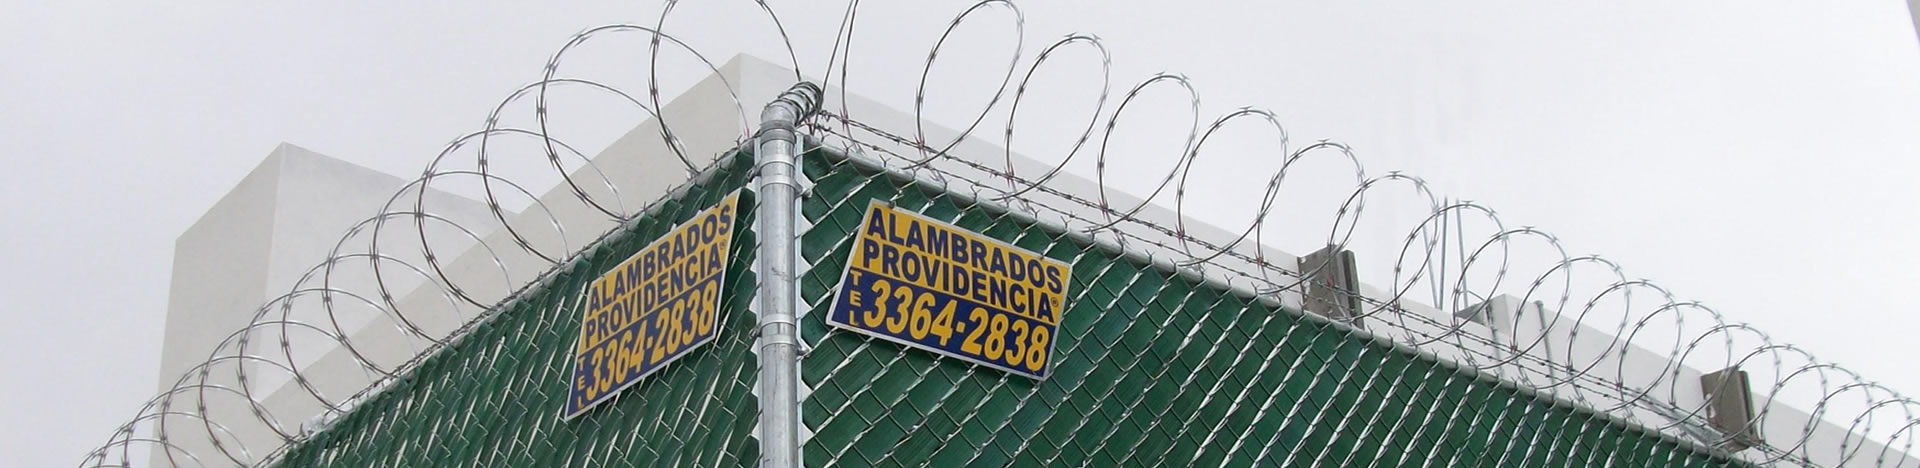 ALAMBRADOS
PROVIDENCIA®
TEL 3364-2838
ALAMBRADOS
PROVIDENCIA®
TEL 3364-2838